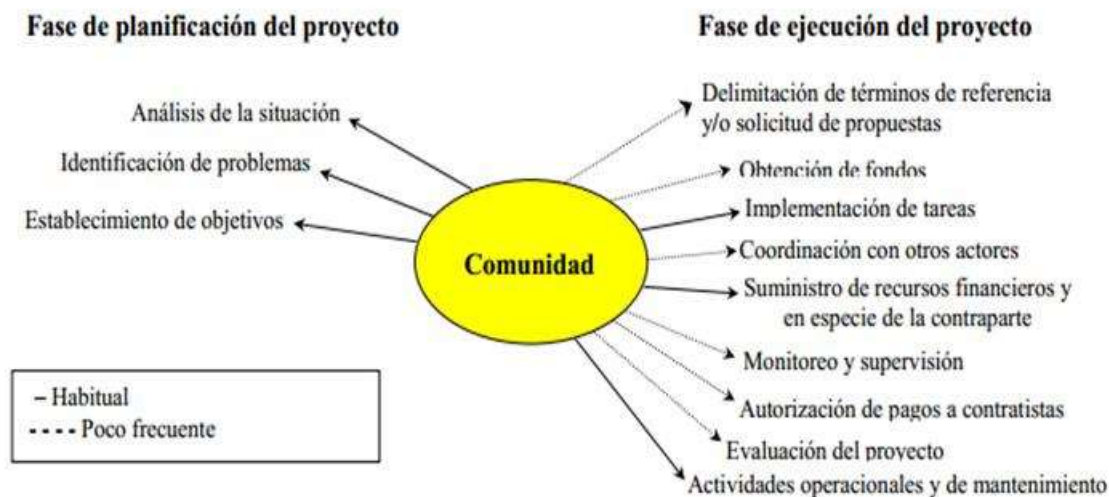 Fase de planificación del proyecto
Fase de ejecución del proyecto
Análisis de la situación
Identificación de problemas
Establecimiento de objetivos
Comunidad
Delimitación de términos de referencia
y/o solicitud de propuestas
Obtención de fondos
Implementación de tareas
Coordinación con otros actores
Suministro de recursos financieros y
en especie de la contraparte
Monitoreo y supervisión
Autorización de pagos a contratistas
Evaluación del proyecto
Actividades operacionales y de mantenimiento
– Habitual
---- Poco frecuente